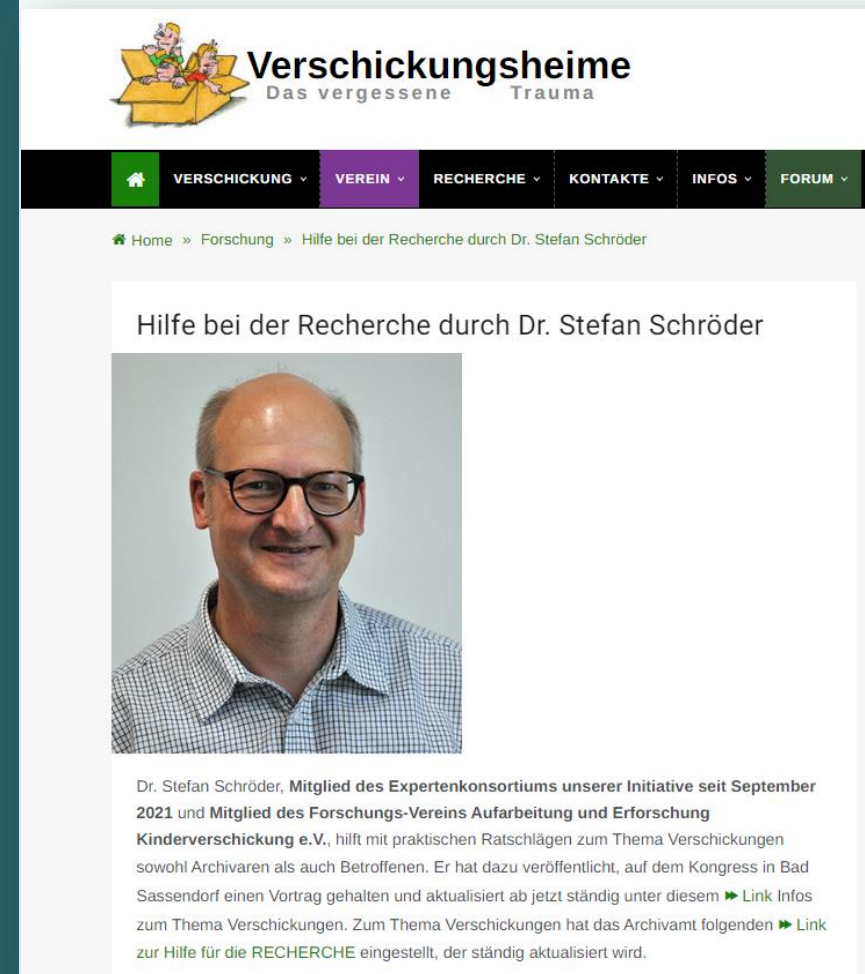 Verschickungsheime
Das vergessene Trauma
VERSCHICKUNG VEREIN RECHERCHE KONTAKTE INFOS FORUM
Home » Forschung » Hilfe bei der Recherche durch Dr. Stefan Schröder
Hilfe bei der Recherche durch Dr. Stefan Schröder
Dr. Stefan Schröder, Mitglied des Expertenkonsortiums unserer Initiative seit September
2021 und Mitglied des Forschungs-Vereins Aufarbeitung und Erforschung
Kinderverschickung e.V., hilft mit praktischen Ratschlägen zum Thema Verschickungen
sowohl Archivaren als auch Betroffenen. Er hat dazu veröffentlicht, auf dem Kongress in Bad
Sassendorf einen Vortrag gehalten und aktualisiert ab jetzt ständig unter diesem Link Infos
zum Thema Verschickungen. Zum Thema Verschickungen hat das Archivamt folgenden Link
zur Hilfe für die RECHERCHE eingestellt, der ständig aktualisiert wird.